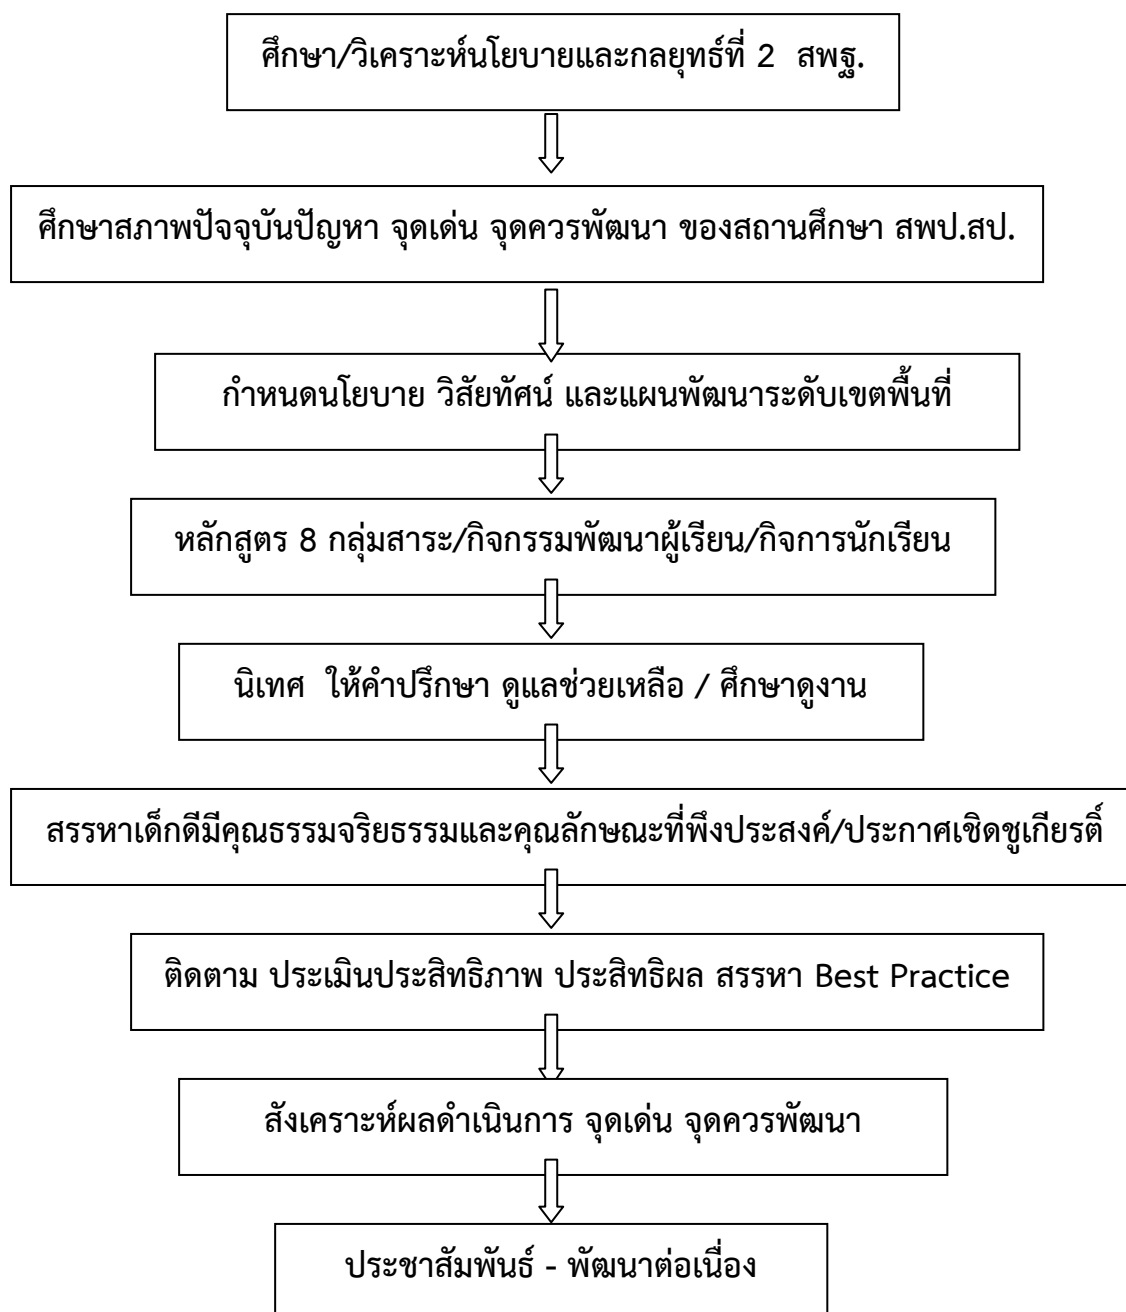 ศึกษา/วิเคราะห์นโยบายและกลยุทธ์ที่ 2 สพฐ.
ศึกษาสภาพปัจจุบันปัญหา จุดเด่น จุดควรพัฒนา ของสถานศึกษา สพป.สป.
กำหนดนโยบาย วิสัยทัศน์ และแผนพัฒนาระดับเขตพื้นที่
หลักสูตร 8 กลุ่มสาระ/กิจกรรมพัฒนาผู้เรียน/กิจการนักเรียน
นิเทศ ให้คำปรึกษา ดูแลช่วยเหลือ / ศึกษาดูงาน
สรรหาเด็กดีมีคุณธรรมจริยธรรมและคุณลักษณะที่พึงประสงค์/ประกาศเชิดชูเกียรติ์
ติดตาม ประเมินประสิทธิภาพ ประสิทธิผล สรรหา Best Practice
สังเคราะห์ผลดำเนินการ จุดเด่น จุดควรพัฒนา
ประชาสัมพันธ์ - พัฒนาต่อเนื่อง